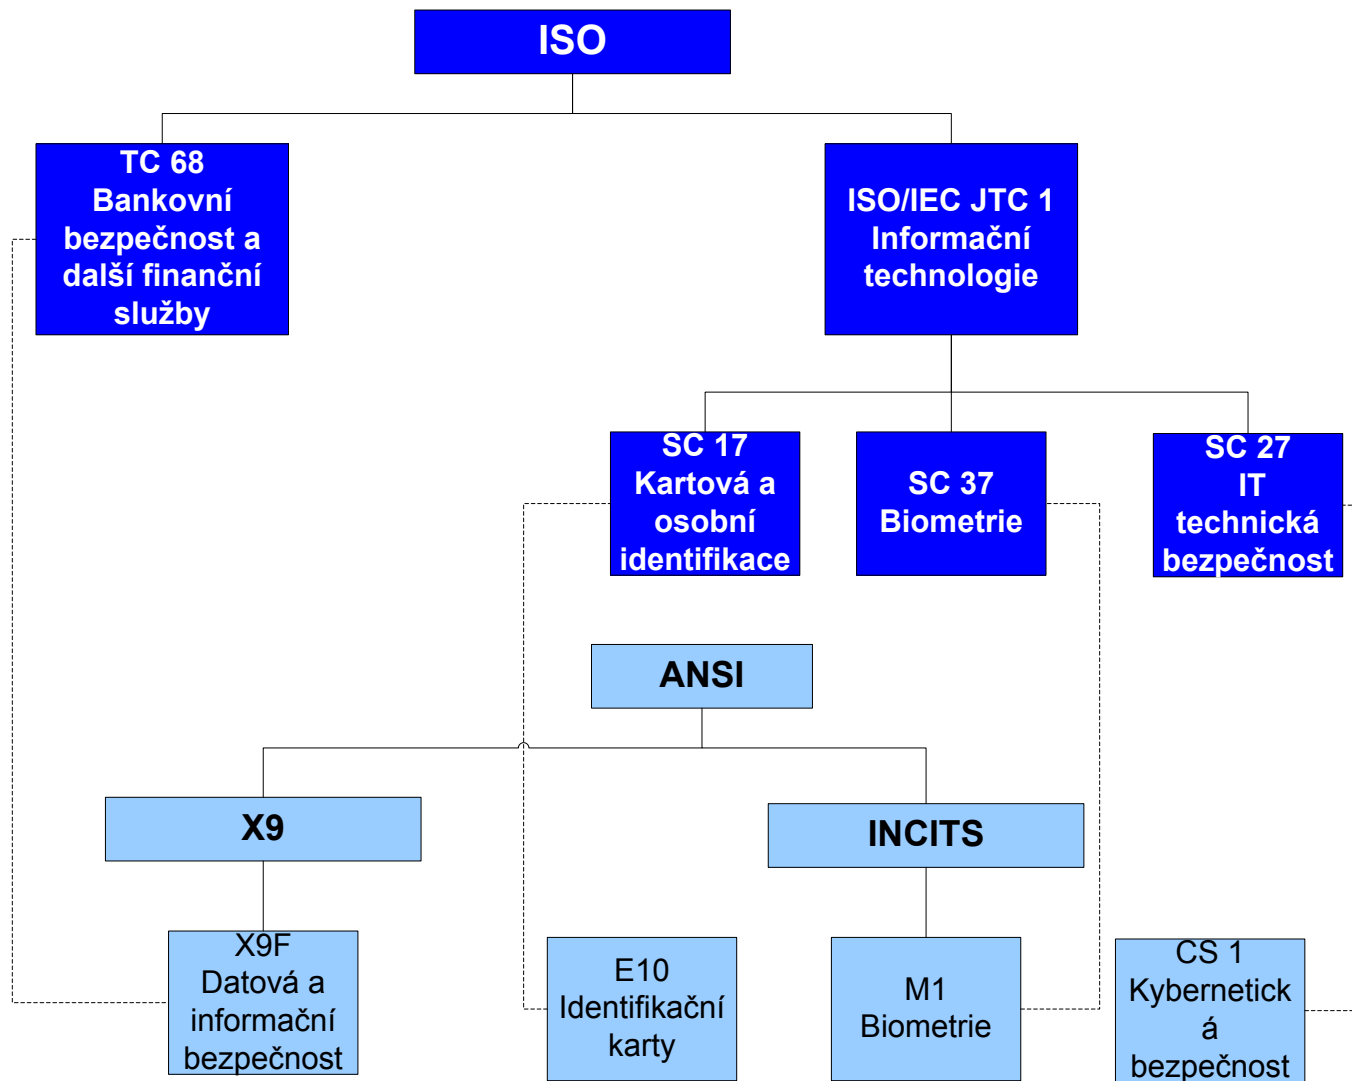 ISO
TC 68
Bankovní
bezpečnost a
další finanční
služby
ISO/IEC JTC 1
Informační
technologie
SC 17
Kartová a
osobní
identifikace
SC 37
Biometrie
SC 27
IT
technická
bezpečnost
ANSI
X9
INCITS
X9F
Datová a
informační
bezpečnost
E10
Identifikační
karty
M1
Biometrie
CS 1
Kybernetick
á
bezpečnost